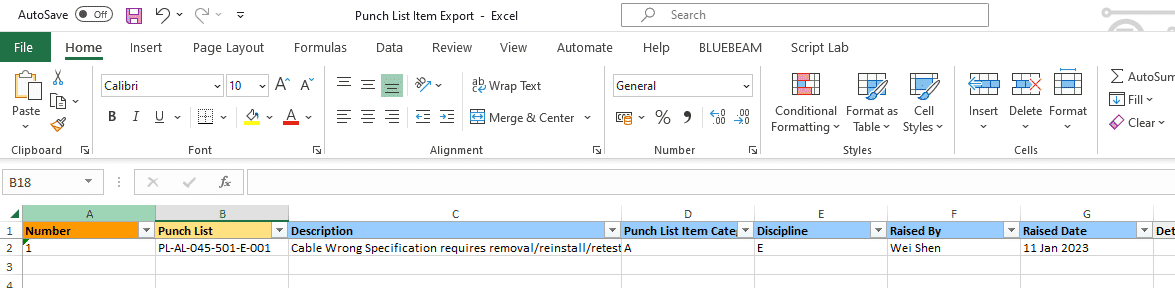 AutoSave Off Punch List Item Export - Excel Search
File Home Insert Page Layout Formulas Data Review View Automate Help BLUEBEAM Script Lab
Calibri 10 A A ab Wrap Text General AutoSum
Paste B I U A Merge & Center % , .00 .00 Conditional Formatting Format as Table Cell Styles Insert Delete Format Fill
Clear
Clipboard Font Alignment Number Styles Cells
B18 fx
A B C D E F G
1 Number Punch List Description Punch List Item Cate Discipline Raised By Raised Date Det
2 1 PL-AL-045-501-E-001 Cable Wrong Specification requires removal/reinstall/retest A E Wei Shen 11 Jan 2023
3
4